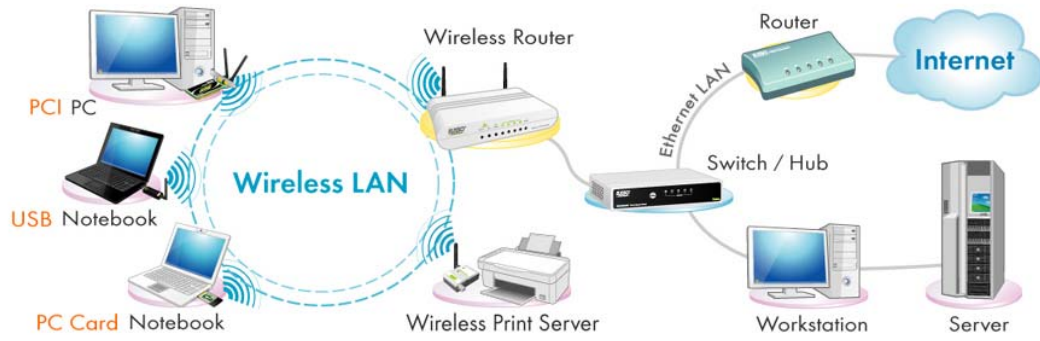 Wireless Router
Router
Internet
PCI PC
Ethernet LAN
Wireless LAN
Switch / Hub
USB Notebook
PC Card Notebook
Wireless Print Server
Workstation
Server